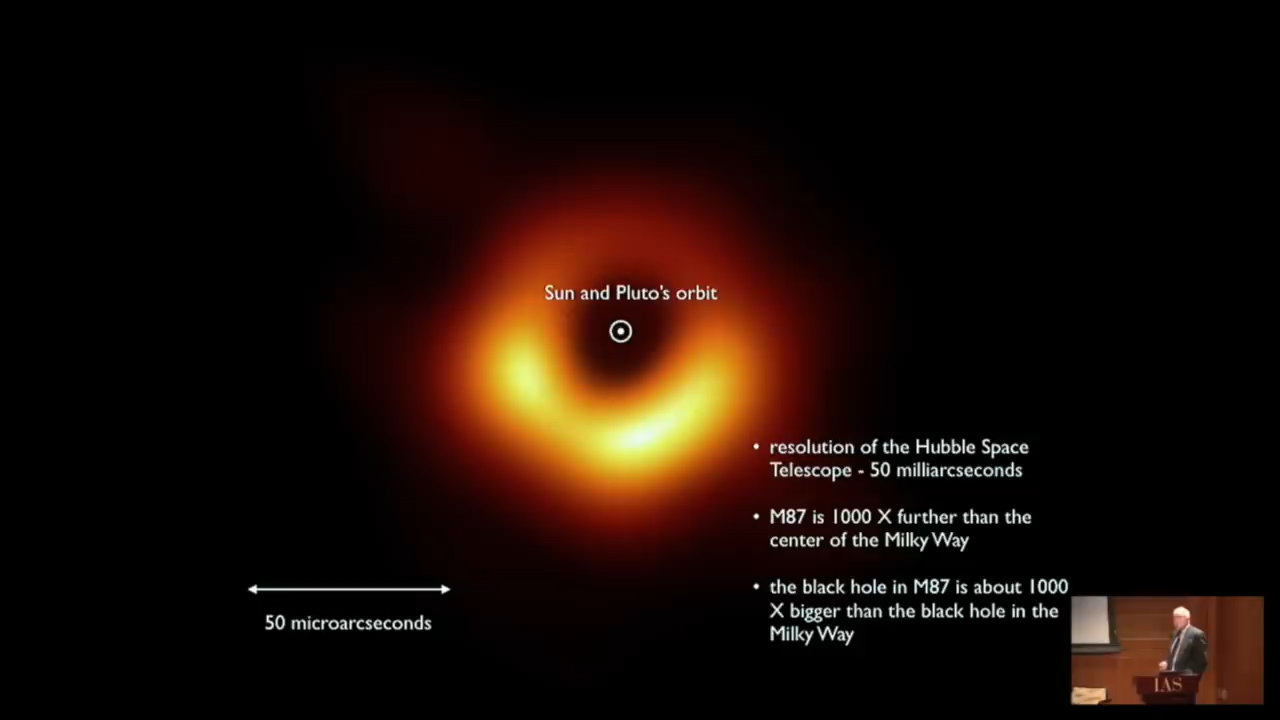 Sun and Pluto's orbit
• resolution of the Hubble Space
Telescope - 50 milliarcseconds
• M87 is 1000 X further than the
center of the Milky Way
• the black hole in M87 is about 1000
X bigger than the black hole in the
Milky Way
50 microarcseconds
IAS